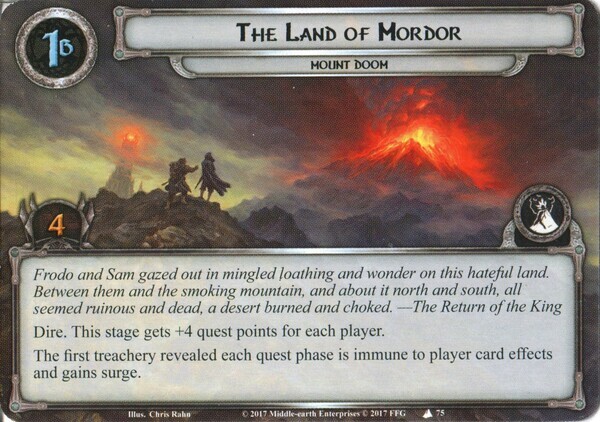 1B
THE LAND OF MORDOR
MOUNT DOOM
4
Frodo and Sam gazed out in mingled loathing and wonder on this hateful land.
Between them and the smoking mountain, and about it north and south, all
seemed ruinous and dead, a desert burned and choked. —The Return of the King
Dire. This stage gets +4 quest points for each player.
The first treachery revealed each quest phase is immune to player card effects
and gains surge.
Illus. Chris Rahn © 2017 Middle-earth Enterprises © 2017 FFG 75